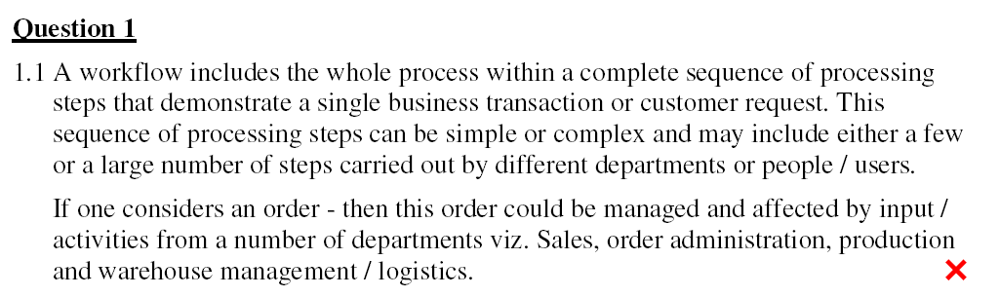 Question 1
1.1 A workflow includes the whole process within a complete sequence of processing
steps that demonstrate a single business transaction or customer request. This
sequence of processing steps can be simple or complex and may include either a few
or a large number of steps carried out by different departments or people / users.
If one considers an order - then this order could be managed and affected by input /
activities from a number of departments viz. Sales, order administration, production
and warehouse management / logistics.